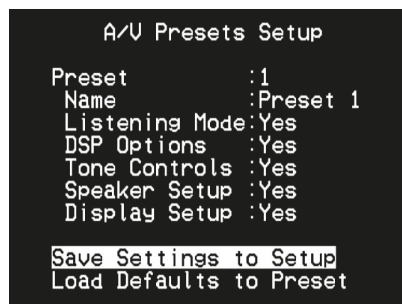 A/V Presets Setup
Preset :1
Name :Preset 1
Listening Mode:Yes
DSP Options :Yes
Tone Controls :Yes
Speaker Setup :Yes
Display Setup :Yes
Save Settings to Setup
Load Defaults to Preset